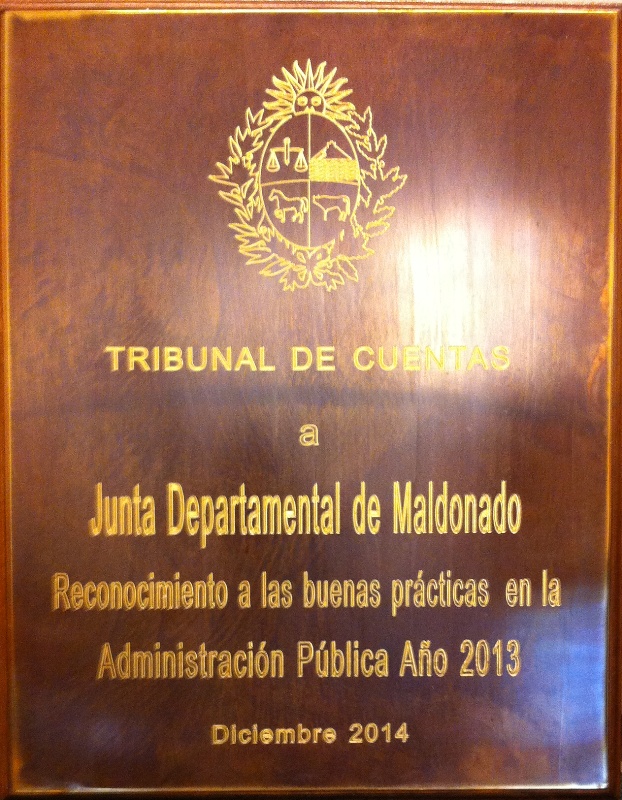 TRIBUNAL DE CUENTAS
a
Junta Departamental de Maldonado
Reconocimiento a las buenas prácticas en la
Administración Pública Año 2013
Diciembre 2014